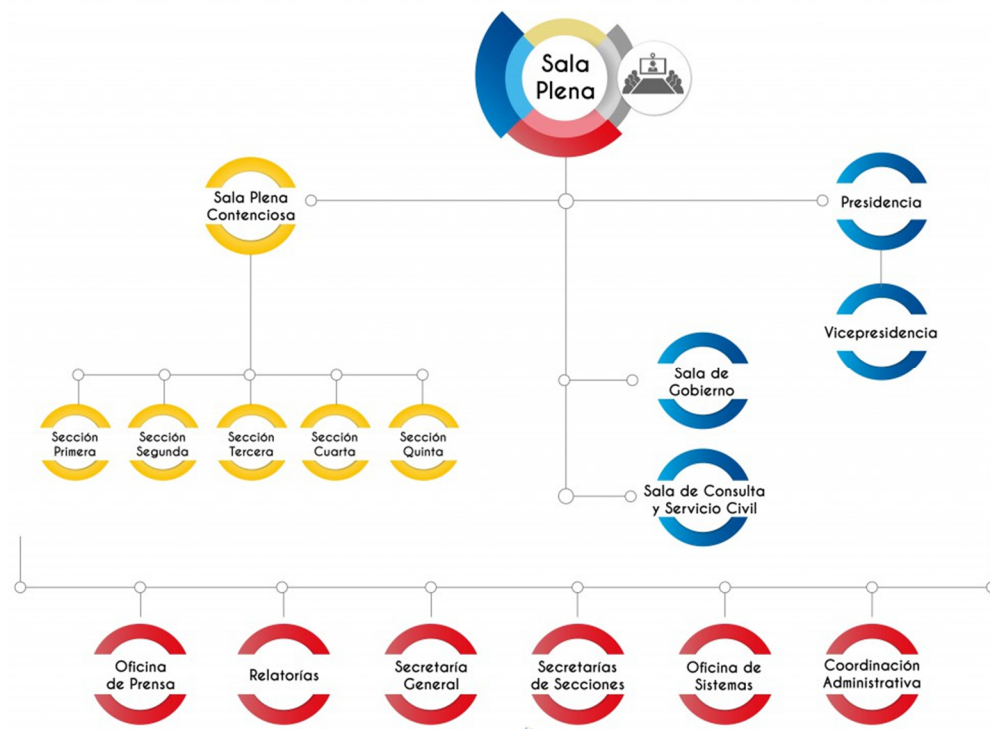 Sala
Plena
Sala Plena
Contenciosa
Presidencia
Vicepresidencia
Sala de
Gobierno
Sección
Primera
Sección
Segunda
Sección
Tercera
Sección
Cuarta
Sección
Quinta
Sala de Consulta
y Servicio Civil
Oficina
de Prensa
Relatorías
Secretaría
General
Secretarías
de Secciones
Oficina de
Sistemas
Coordinación
Administrativa